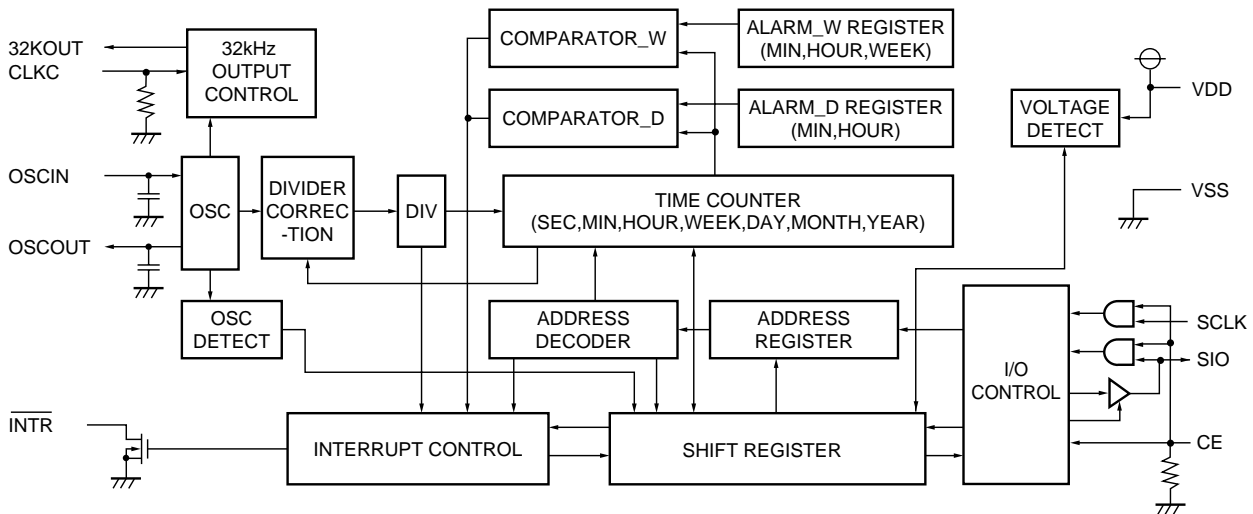 32KOUT
CLKC
32kHz
OUTPUT
CONTROL
COMPARATOR_W
ALARM_W REGISTER
(MIN,HOUR,WEEK)
COMPARATOR_D
ALARM_D REGISTER
(MIN,HOUR)
VOLTAGE
DETECT
VDD
VSS
OSCIN
OSCOUT
OSC
DIVIDER
CORREC
-TION
DIV
TIME COUNTER
(SEC,MIN,HOUR,WEEK,DAY,MONTH,YEAR)
OSC
DETECT
ADDRESS
DECODER
ADDRESS
REGISTER
I/O
CONTROL
SCLK
SIO
CE
INTR
INTERRUPT CONTROL
SHIFT REGISTER